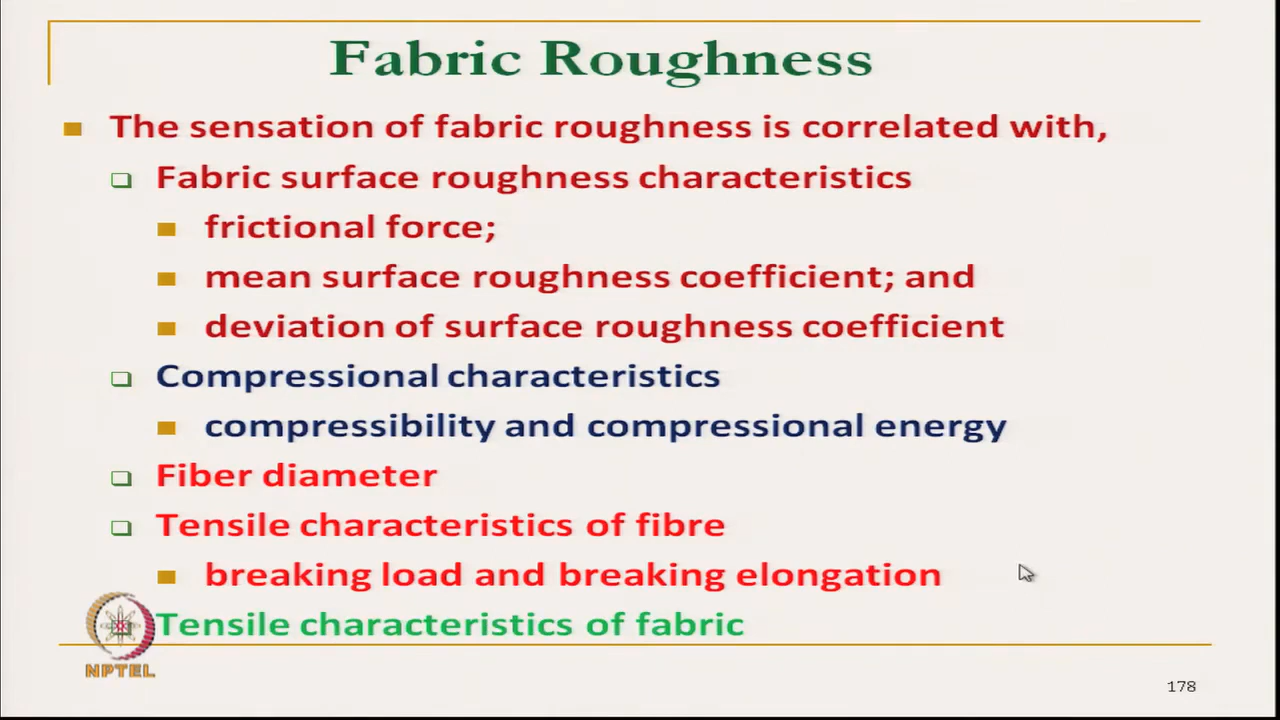 Fabric Roughness
The sensation of fabric roughness is correlated with,
Fabric surface roughness characteristics
frictional force;
mean surface roughness coefficient; and
deviation of surface roughness coefficient
Compressional characteristics
compressibility and compressional energy
Fiber diameter
Tensile characteristics of fibre
breaking load and breaking elongation
Tensile characteristics of fabric
NPTEL
178